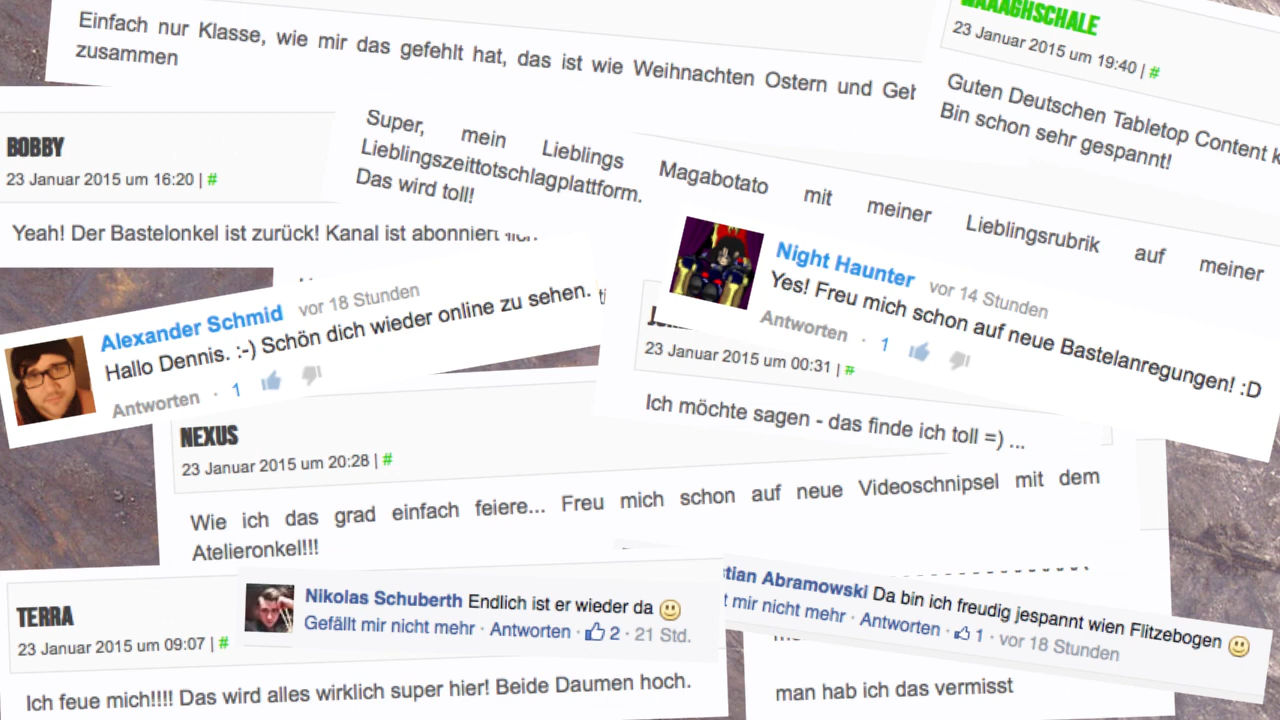 Einfach nur Klasse, wie mir das gefehlt hat, das ist wie Weihnachten Ostern und
zusammen
WAAAGHSCHALE
23 Januar 2015 um 19:40 | #
Guten Deutschen Tabletop Content
Bin schon sehr gespannt!
BOBBY
23 Januar 2015 um 16:20 | #
Yeah! Der Bastelonkel ist zurück! Kanal ist abonniert
Super, mein Lieblings Magabotato mit meiner Lieblingsrubrik auf meiner
Lieblingszeittotschlagplattform.
Das wird toll!
Night Haunter vor 14 Stunden
Yes! Freu mich schon auf neue Bastelanregungen! :D
Antworten · 1
Alexander Schmid vor 18 Stunden
Hallo Dennis. :-) Schön dich wieder online zu sehen.
Antworten · 1
23 Januar 2015 um 00:31 | #
Ich möchte sagen - das finde ich toll =) ...
NEXUS
23 Januar 2015 um 20:28 | #
Wie ich das grad einfach feiere... Freu mich schon auf neue Videoschnipsel mit dem
Atelieronkel!!!
TERRA
23 Januar 2015 um 09:07 | #
Ich feue mich!!!! Das wird alles wirklich super hier! Beide Daumen hoch.
Nikolas Schuberth Endlich ist er wieder da 🙂
Gefällt mir nicht mehr · Antworten · 2 · 21 Std.
tian Abramowski Da bin ich freudig jespannt wien Flitzebogen 🙂
t mir nicht mehr · Antworten · 1 · vor 18 Stunden
man hab ich das vermisst